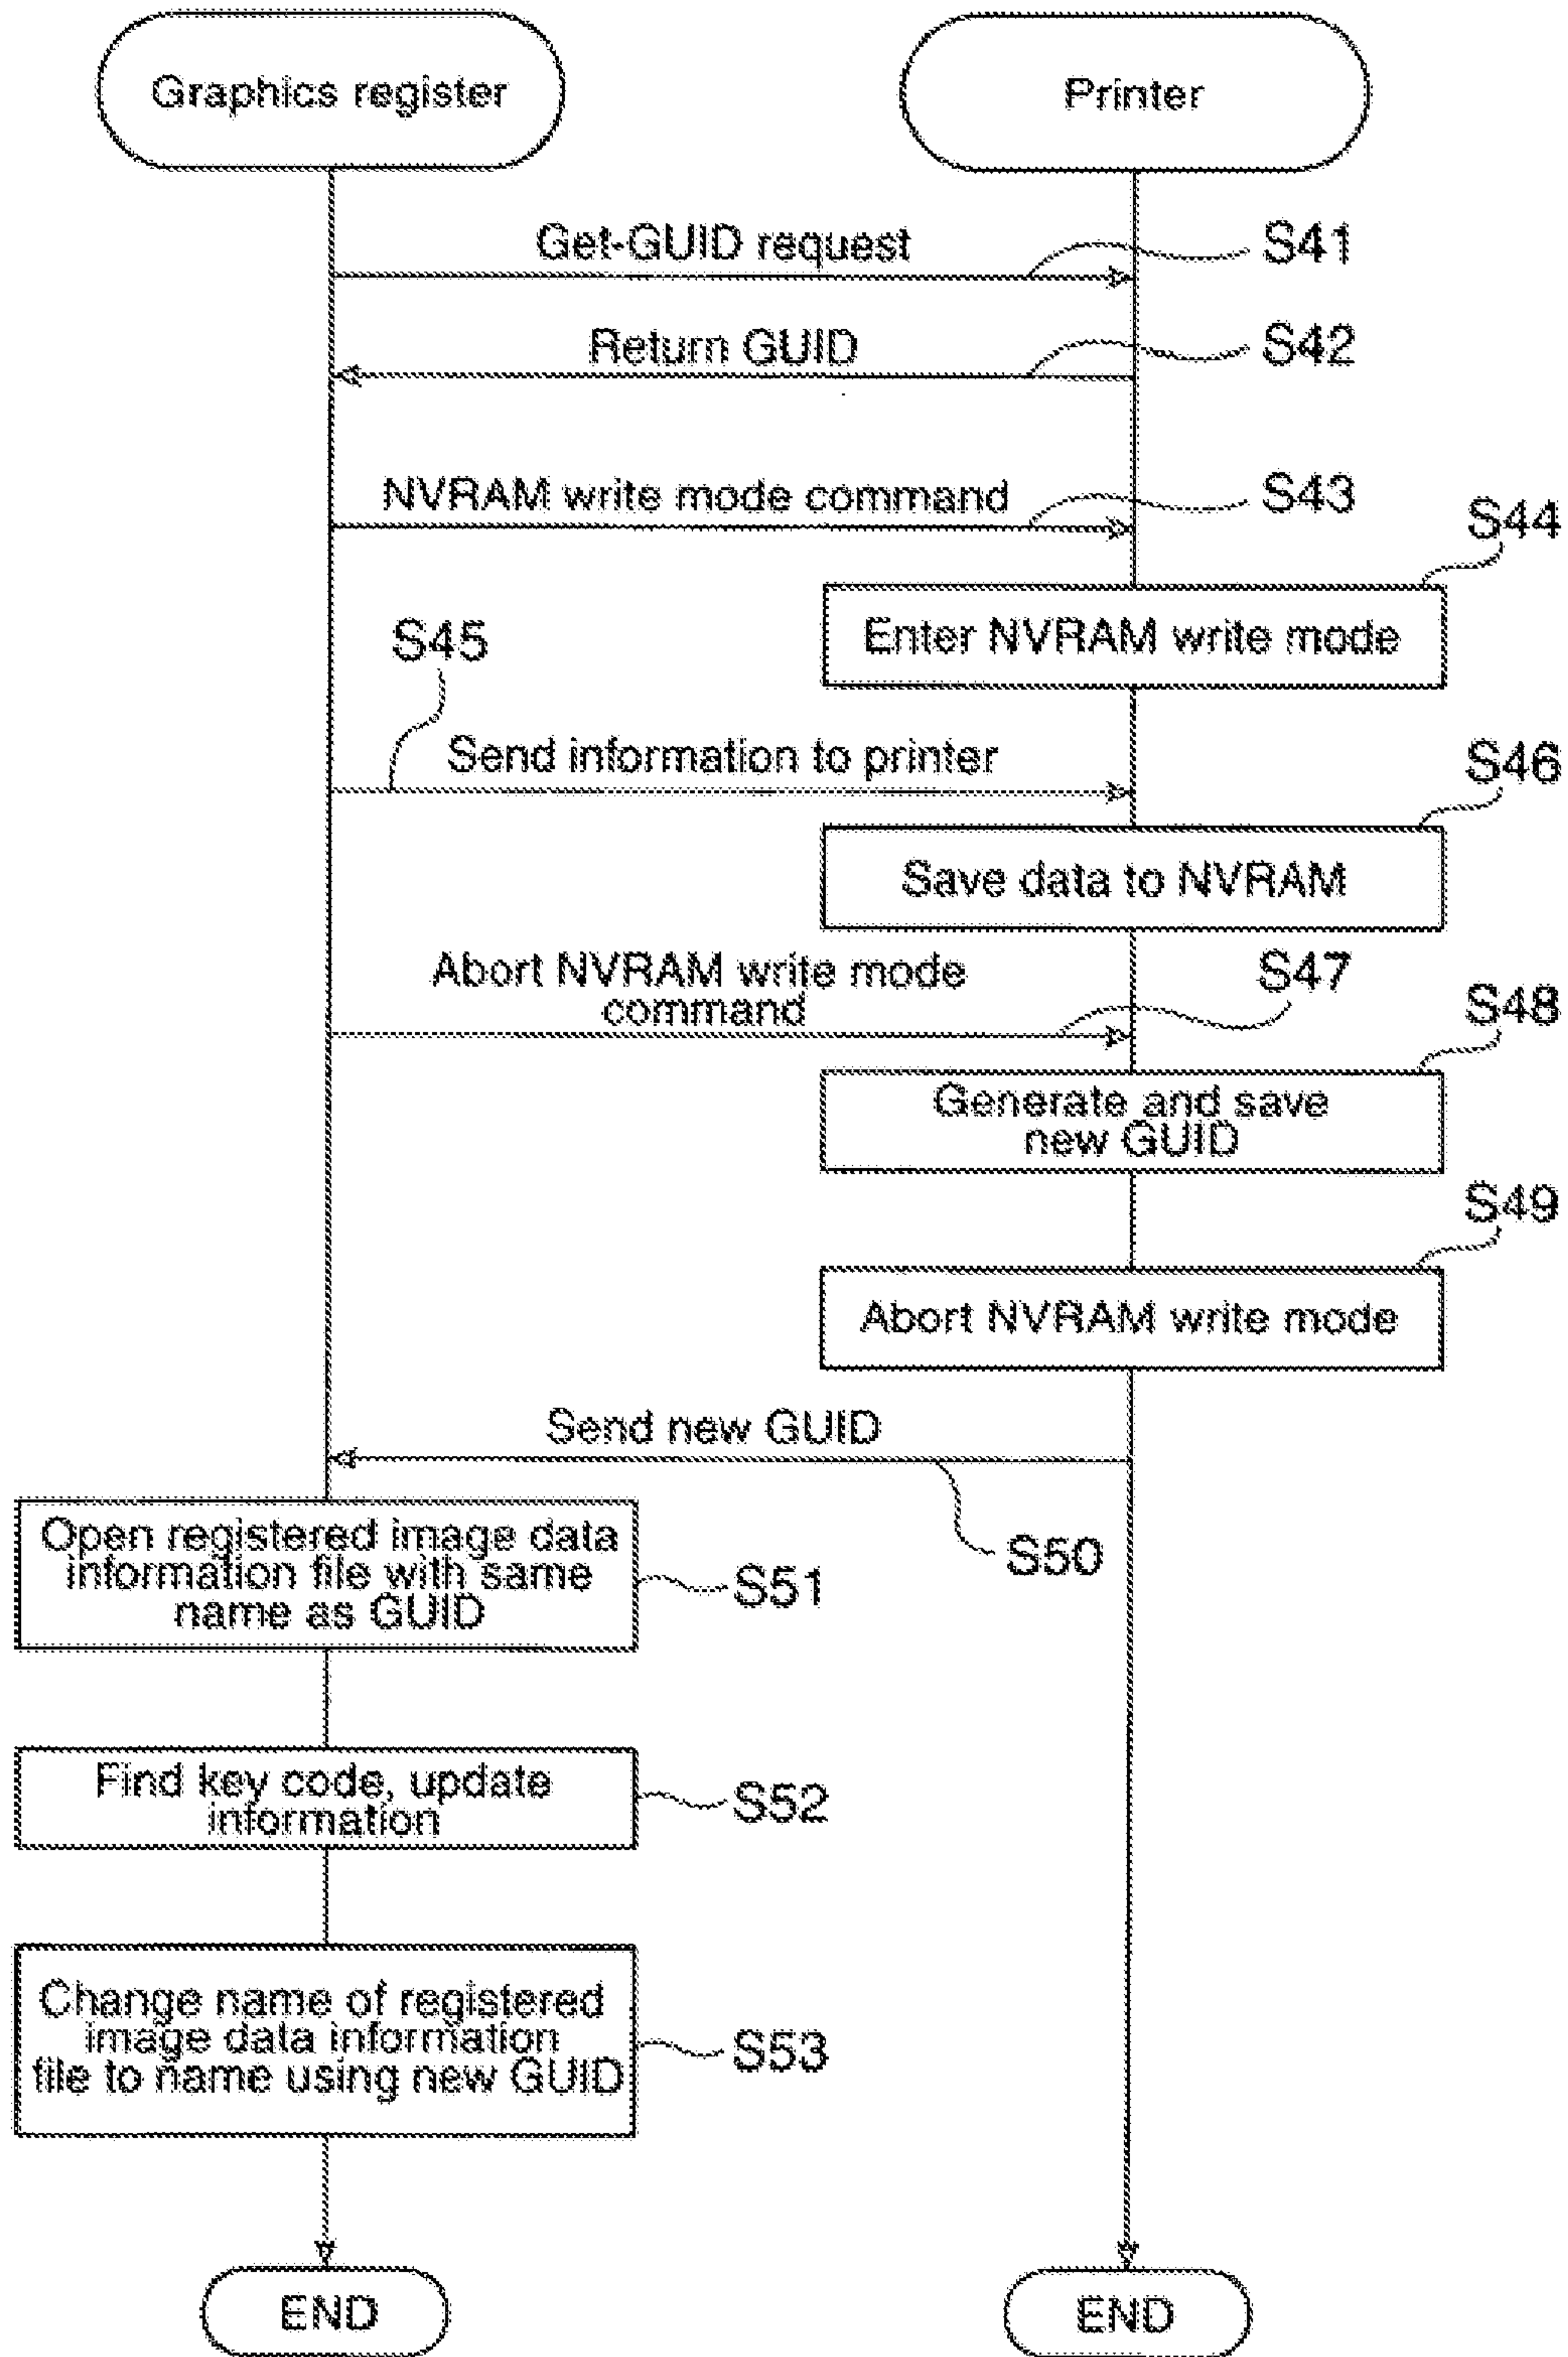 Graphics register
Printer
Get-GUID request
S41
Return GUID
S42
NVRAM write mode command
S43
S44
Enter NVRAM write mode
S45
Send information to printer
S46
Save data to NVRAM
Abort NVRAM write mode
command
S47
S48
Generate and save
new GUID
S49
Abort NVRAM write mode
Send new GUID
S50
Open registered image data
information file with same
name as GUID
S51
Find key code, update
information
S52
Change name of registered
image data information
file to name using new GUID
S53
END
END